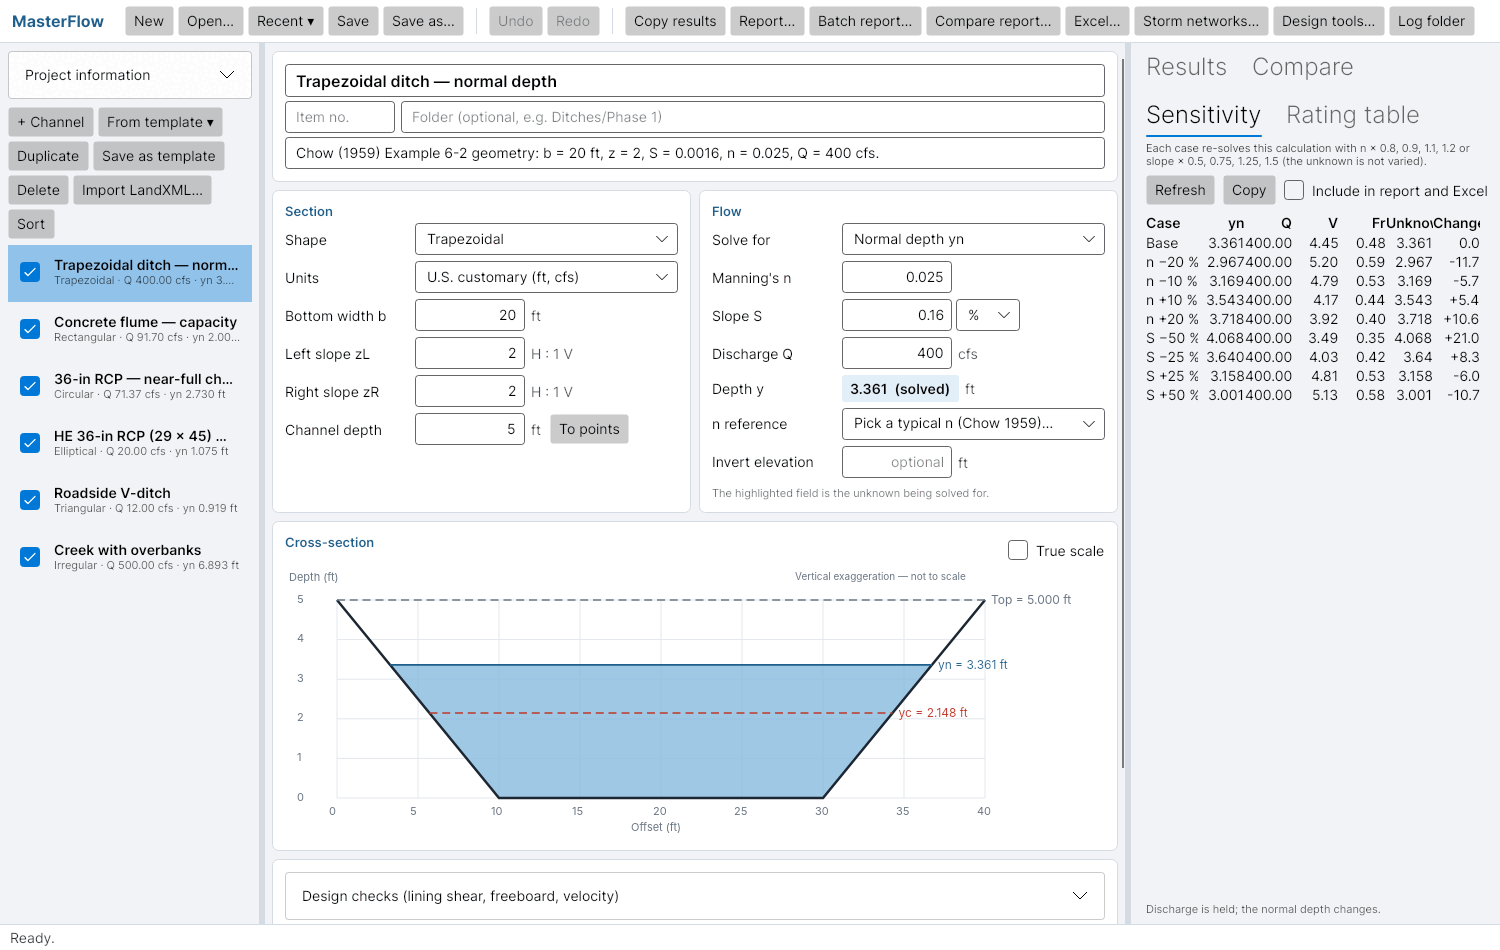 MasterFlow
New
Open...
Recent ▾
Save
Save as...
Undo
Redo
Copy results
Report...
Batch report...
Compare report...
Excel...
Storm networks...
Design tools...
Log folder
Project information
+ Channel
From template ▾
Duplicate
Save as template
Delete
Import LandXML...
Sort
Trapezoidal ditch — norm...
Trapezoidal · Q 400.00 cfs · yn 3....
Concrete flume — capacity
Rectangular · Q 91.70 cfs · yn 2.00...
36-in RCP — near-full ch...
Circular · Q 71.37 cfs · yn 2.730 ft
HE 36-in RCP (29 × 45) ...
Elliptical · Q 20.00 cfs · yn 1.075 ft
Roadside V-ditch
Triangular · Q 12.00 cfs · yn 0.919 ft
Creek with overbanks
Irregular · Q 500.00 cfs · yn 6.893 ft
Trapezoidal ditch — normal depth
Item no.
Folder (optional, e.g. Ditches/Phase 1)
Chow (1959) Example 6-2 geometry: b = 20 ft, z = 2, S = 0.0016, n = 0.025, Q = 400 cfs.
Section
Shape Trapezoidal
Units U.S. customary (ft, cfs)
Bottom width b 20 ft
Left slope zL 2 H : 1 V
Right slope zR 2 H : 1 V
Channel depth 5 ft To points
Flow
Solve for Normal depth yn
Manning's n 0.025
Slope S 0.16 %
Discharge Q 400 cfs
Depth y 3.361 (solved) ft
n reference Pick a typical n (Chow 1959)...
Invert elevation optional ft
The highlighted field is the unknown being solved for.
Cross-section
True scale
Depth (ft)
Vertical exaggeration — not to scale
5
Top = 5.000 ft
4
yn = 3.361 ft
3
yc = 2.148 ft
2
1
0
0 5 10 15 20 25 30 35 40
Offset (ft)
Design checks (lining shear, freeboard, velocity)
Results Compare
Sensitivity Rating table
Each case re-solves this calculation with n × 0.8, 0.9, 1.1, 1.2 or
slope × 0.5, 0.75, 1.25, 1.5 (the unknown is not varied).
Refresh
Copy
Include in report and Excel
Case yn Q V Fr Unknov Change
Base 3.361 400.00 4.45 0.48 3.361 0.0
n −20 % 2.967 400.00 5.20 0.59 2.967 -11.7
n −10 % 3.169 400.00 4.79 0.53 3.169 -5.7
n +10 % 3.543 400.00 4.17 0.44 3.543 +5.4
n +20 % 3.718 400.00 3.92 0.40 3.718 +10.6
S −50 % 4.068 400.00 3.49 0.35 4.068 +21.0
S −25 % 3.640 400.00 4.03 0.42 3.64 +8.3
S +25 % 3.158 400.00 4.81 0.53 3.158 -6.0
S +50 % 3.001 400.00 5.13 0.58 3.001 -10.7
Discharge is held; the normal depth changes.
Ready.